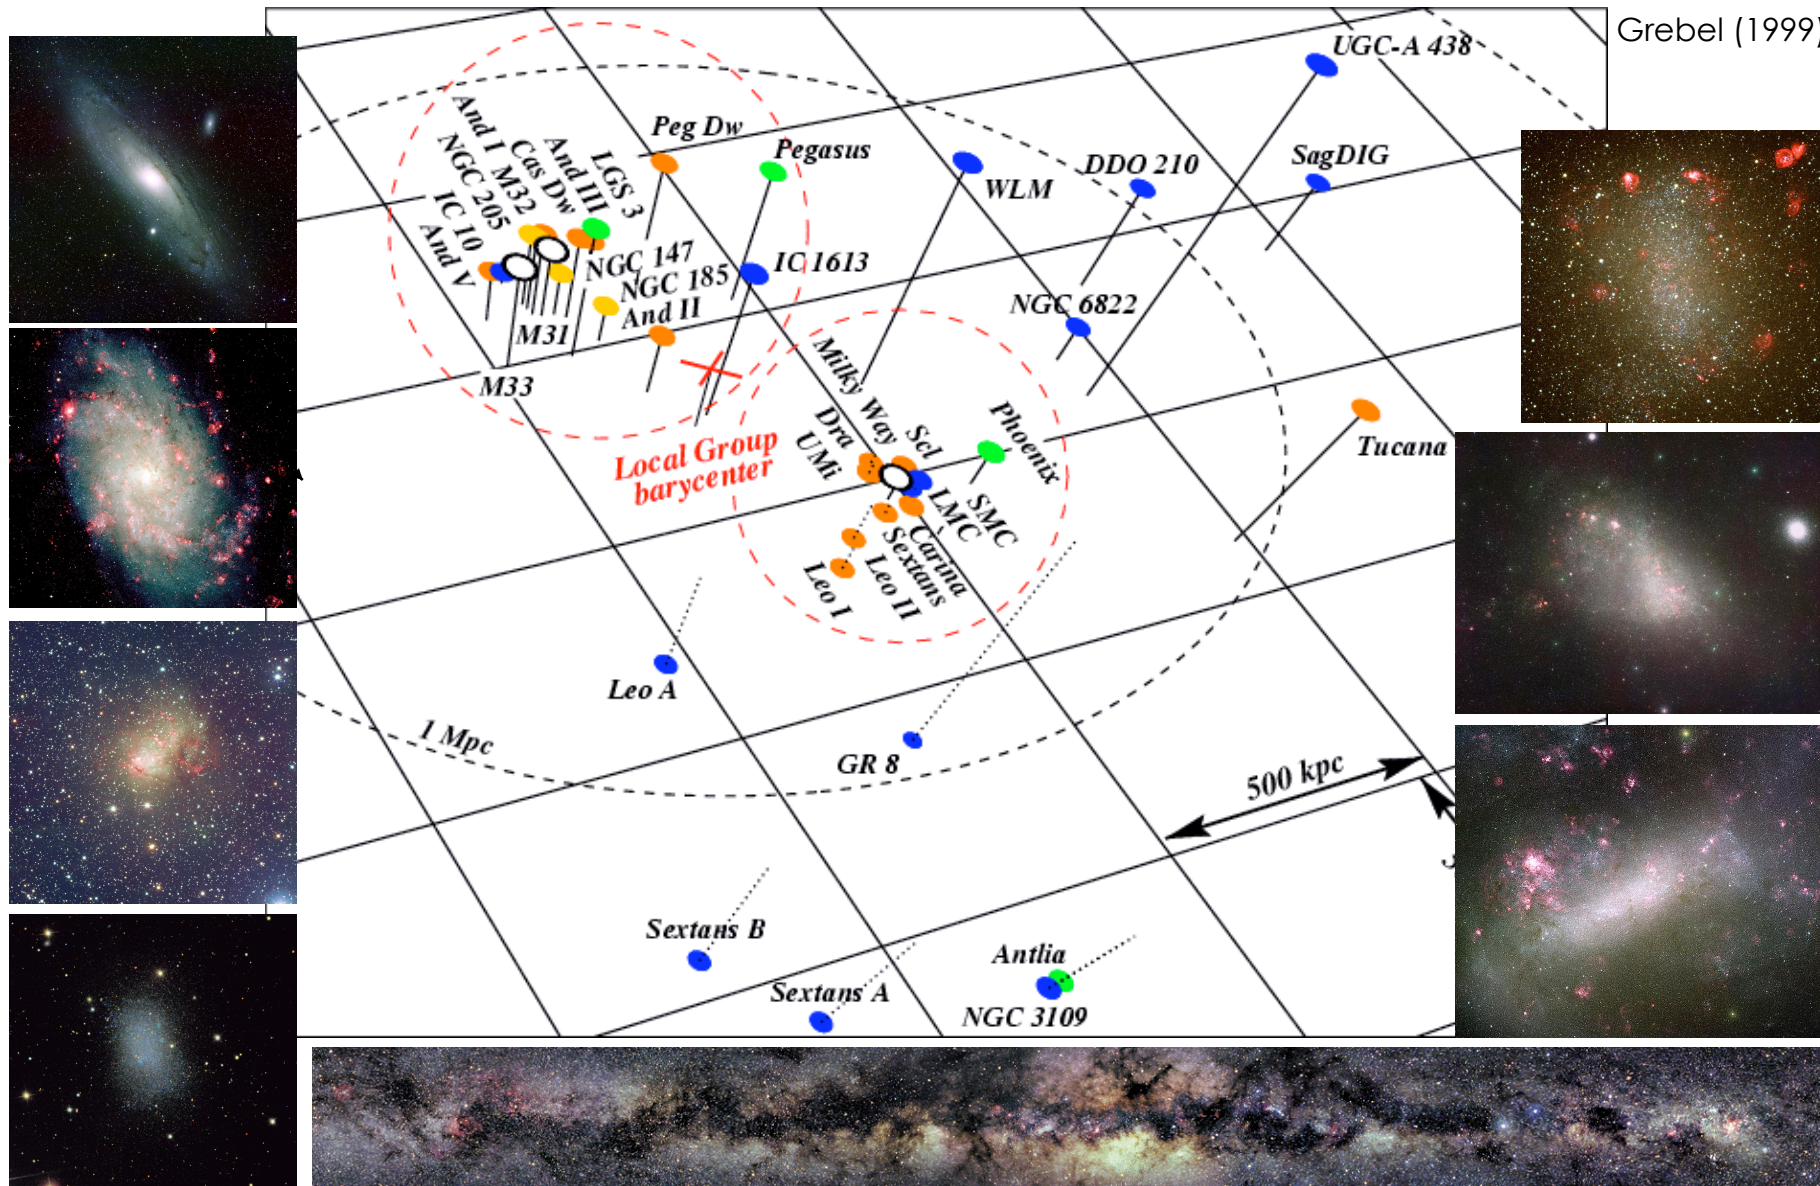 Grebel (1999)
UGC-A 438
And I
M32
NGC 205
IC 10
And V
Cas Dw
And III
LGS 3
Peg Dw
Pegasus
WLM
DDO 210
SagDIG
NGC 147
NGC 185
And II
M31
M33
IC 1613
NGC 6822
Milky Way
Dra
UMi
Scl
Phoenix
Tucana
Local Group
barycenter
SMC
LMC
Carina
Sextans
Leo II
Leo I
Leo A
1 Mpc
GR 8
500 kpc
Sextans B
Sextans A
Antlia
NGC 3109